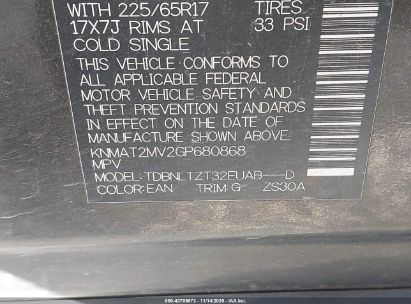 WITH 225/65R17 TIRES
17X7J RIMS AT 33 PSI
COLD SINGLE
THIS VEHICLE CONFORMS TO
ALL APPLICABLE FEDERAL
MOTOR VEHICLE SAFETY AND
THEFT PREVENTION STANDARDS
IN EFFECT ON THE DATE OF
MANUFACTURE SHOWN ABOVE.
KNMAT2MV2GP680868
MPV
TYPE: TDBNLTZT32EUAB---D
COLOR:EAN TRIM:G ZS30A